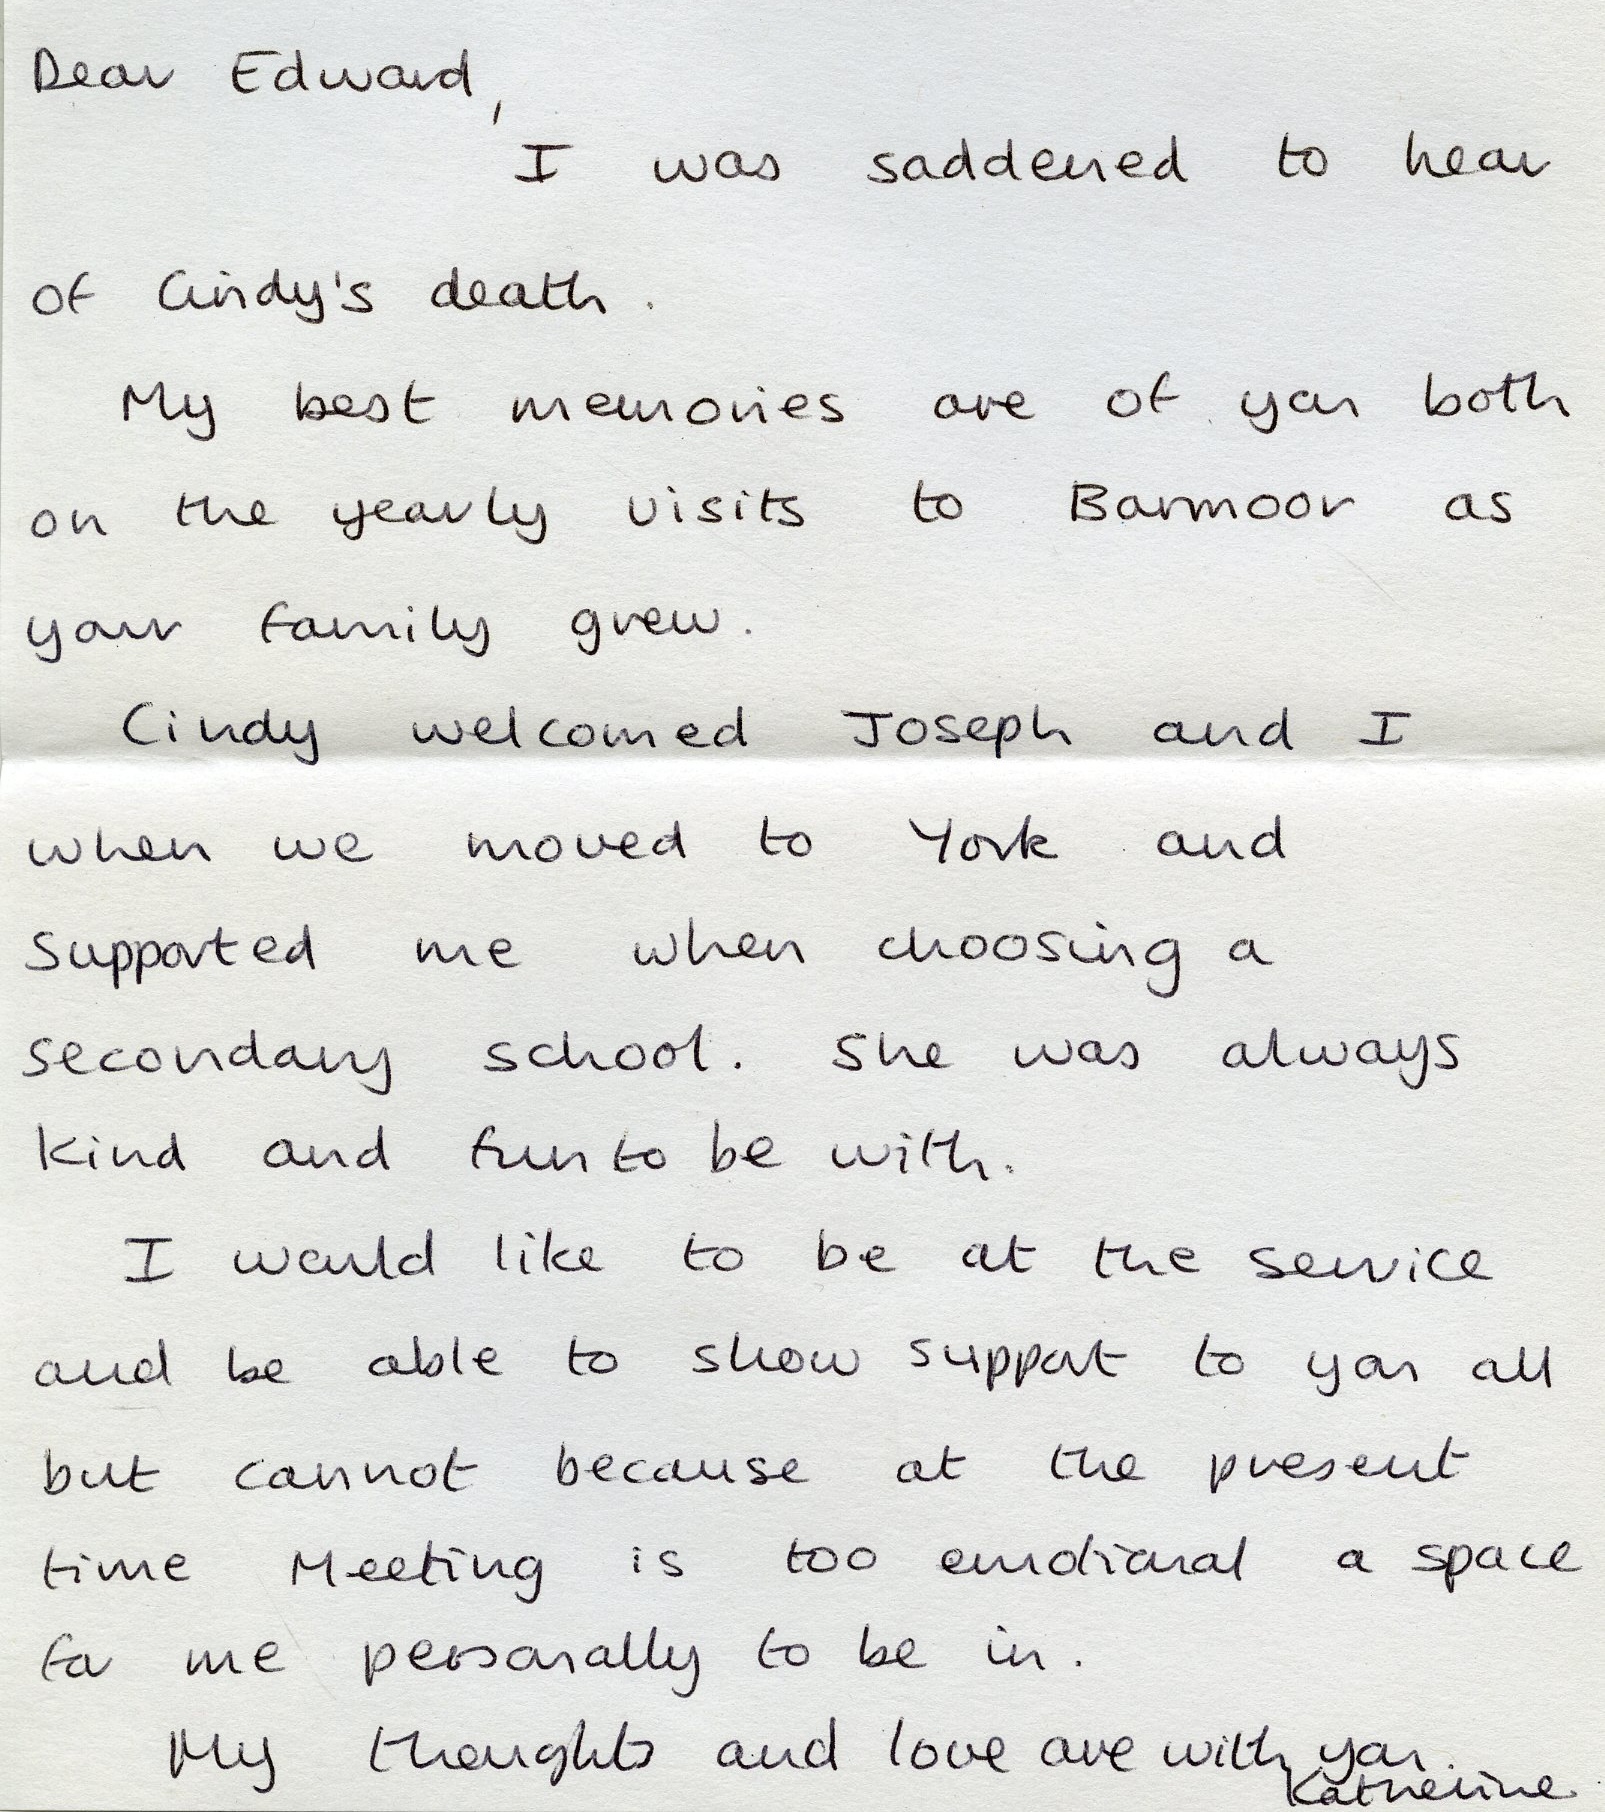 Dear Edward,
I was saddened to hear
of Cindy's death.
My best memories are of you both
on the yearly visits to Barmoor as
your family grew.
Cindy welcomed Joseph and I
when we moved to York and
supported me when choosing a
secondary school. She was always
kind and fun to be with.
I would like to be at the service
and be able to show support to you all
but cannot because at the present
time Meeting is too emotional a space
for me personally to be in.
My thoughts and love are with you.
Katherine